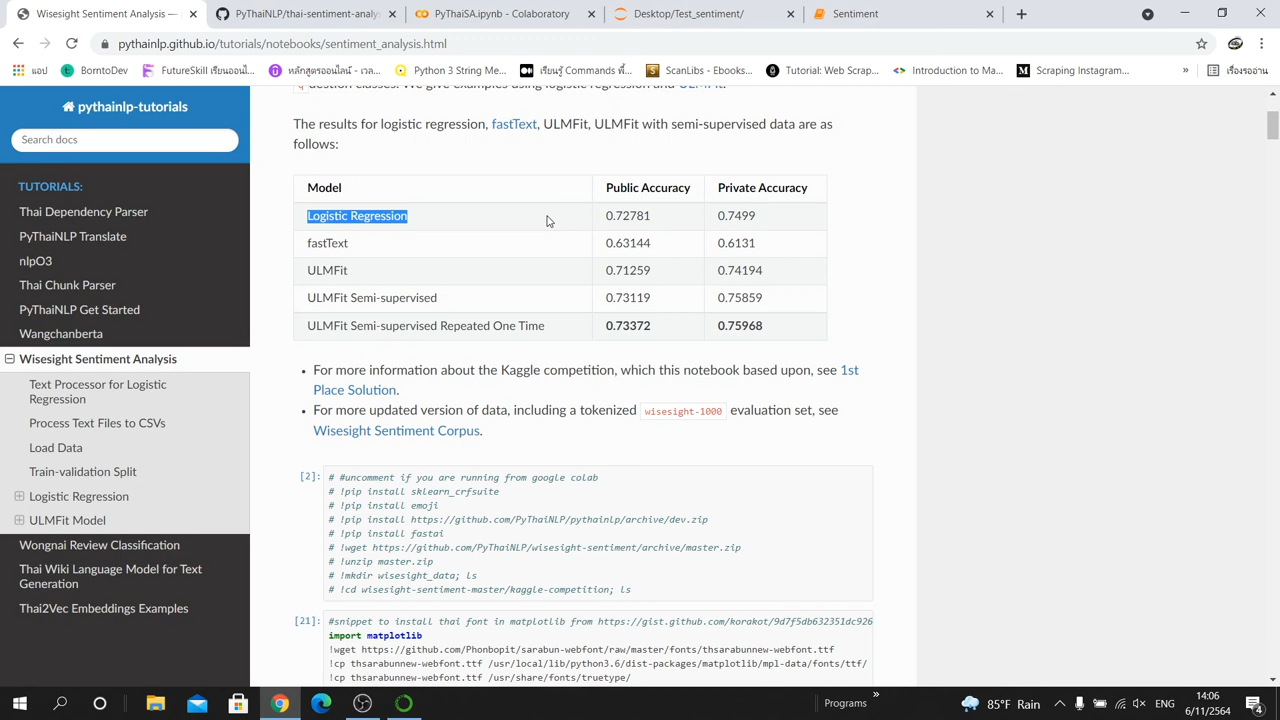 Wisesight Sentiment Analysis —
PyThaiNLP/thai-sentiment-analys
PyThaiSA.ipynb - Colaboratory
Desktop/Test_sentiment/
Sentiment
pythainlp.github.io/tutorials/notebooks/sentiment_analysis.html
แอป
BorntoDev
FutureSkill เรียนออนไ...
หลักสูตรออนไลน์ - เวล...
Python 3 String Me...
เรียนรู้ Commands พื้...
ScanLibs - Ebooks...
Tutorial: Web Scrap...
Introduction to Ma...
Scraping Instagram...
»
เรื่องรออ่าน
pythainlp-tutorials
Search docs
TUTORIALS:
Thai Dependency Parser
PyThaiNLP Translate
nlpO3
Thai Chunk Parser
PyThaiNLP Get Started
Wangchanberta
Wisesight Sentiment Analysis
Text Processor for Logistic
Regression
Process Text Files to CSVs
Load Data
Train-validation Split
Logistic Regression
ULMFit Model
Wongnai Review Classification
Thai Wiki Language Model for Text
Generation
Thai2Vec Embeddings Examples
question classes. We give examples using logistic regression and ULMFit.
The results for logistic regression, fastText, ULMFit, ULMFit with semi-supervised data are as
follows:
Model Public Accuracy Private Accuracy
Logistic Regression 0.72781 0.7499
fastText 0.63144 0.6131
ULMFit 0.71259 0.74194
ULMFit Semi-supervised 0.73119 0.75859
ULMFit Semi-supervised Repeated One Time 0.73372 0.75968
• For more information about the Kaggle competition, which this notebook based upon, see 1st
Place Solution.
• For more updated version of data, including a tokenized wisesight-1000 evaluation set, see
Wisesight Sentiment Corpus.
[2]: # #uncomment if you are running from google colab
# !pip install sklearn_crfsuite
# !pip install emoji
# !pip install https://github.com/PyThaiNLP/pythainlp/archive/dev.zip
# !pip install fastai
# !wget https://github.com/PyThaiNLP/wisesight-sentiment/archive/master.zip
# !unzip master.zip
# !mkdir wisesight_data; ls
# !cd wisesight-sentiment-master/kaggle-competition; ls
[21]: #snippet to install thai font in matplotlib from https://gist.github.com/korakot/9d7f5db632351dc926
import matplotlib
!wget https://github.com/Phonbopit/sarabun-webfont/raw/master/fonts/thsarabunnew-webfont.ttf
!cp thsarabunnew-webfont.ttf /usr/local/lib/python3.6/dist-packages/matplotlib/mpl-data/fonts/ttf/
!cp thsarabunnew-webfont.ttf /usr/share/fonts/truetype/
Programs »
85°F Rain
ENG
14:06
6/11/2564
4